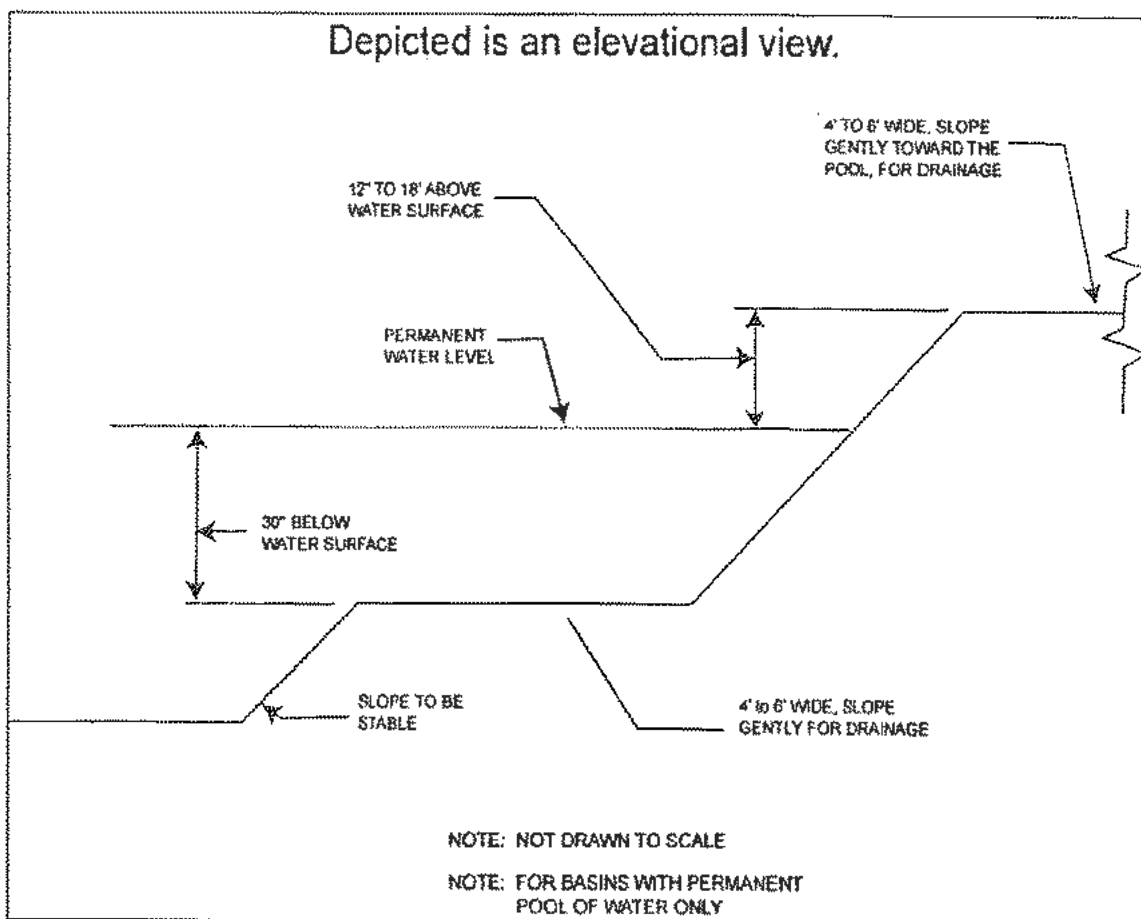 Depicted is an elevational view.
4' TO 6' WIDE, SLOPE
GENTLY TOWARD THE
POOL, FOR DRAINAGE
12" TO 18' ABOVE
WATER SURFACE
PERMANENT
WATER LEVEL
30" BELOW
WATER SURFACE
SLOPE TO BE
STABLE
4' to 6' WIDE, SLOPE
GENTLY FOR DRAINAGE
NOTE: NOT DRAWN TO SCALE
NOTE: FOR BASINS WITH PERMANENT
POOL OF WATER ONLY